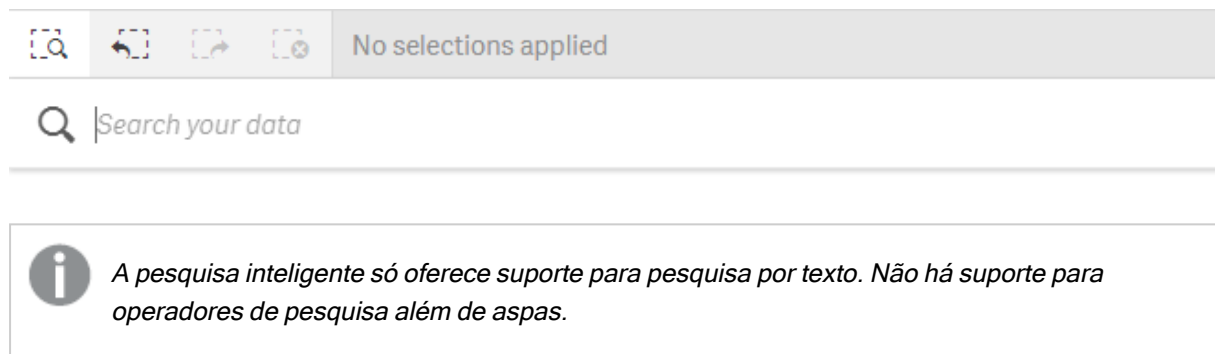 No selections applied
Search your data
A pesquisa inteligente só oferece suporte para pesquisa por texto. Não há suporte para
operadores de pesquisa além de aspas.